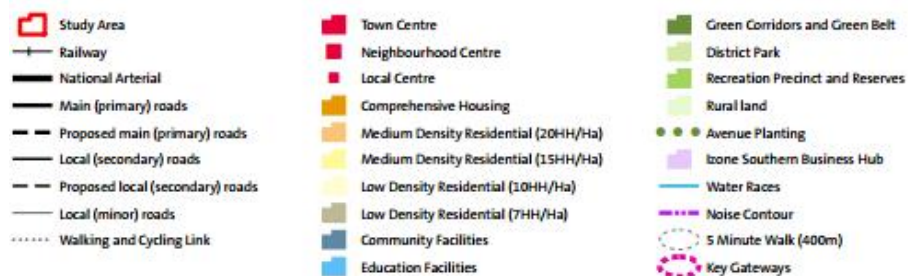 Study Area
Railway
National Arterial
Main (primary) roads
Proposed main (primary) roads
Local (secondary) roads
Proposed local (secondary) roads
Local (minor) roads
Walking and Cycling Link
Town Centre
Neighbourhood Centre
Local Centre
Comprehensive Housing
Medium Density Residential (20HH/Ha)
Medium Density Residential (15HH/Ha)
Low Density Residential (10HH/Ha)
Low Density Residential (7HH/Ha)
Community Facilities
Education Facilities
Green Corridors and Green Belt
District Park
Recreation Precinct and Reserves
Rural land
Avenue Planting
Izone Southern Business Hub
Water Races
Noise Contour
5 Minute Walk (400m)
Key Gateways